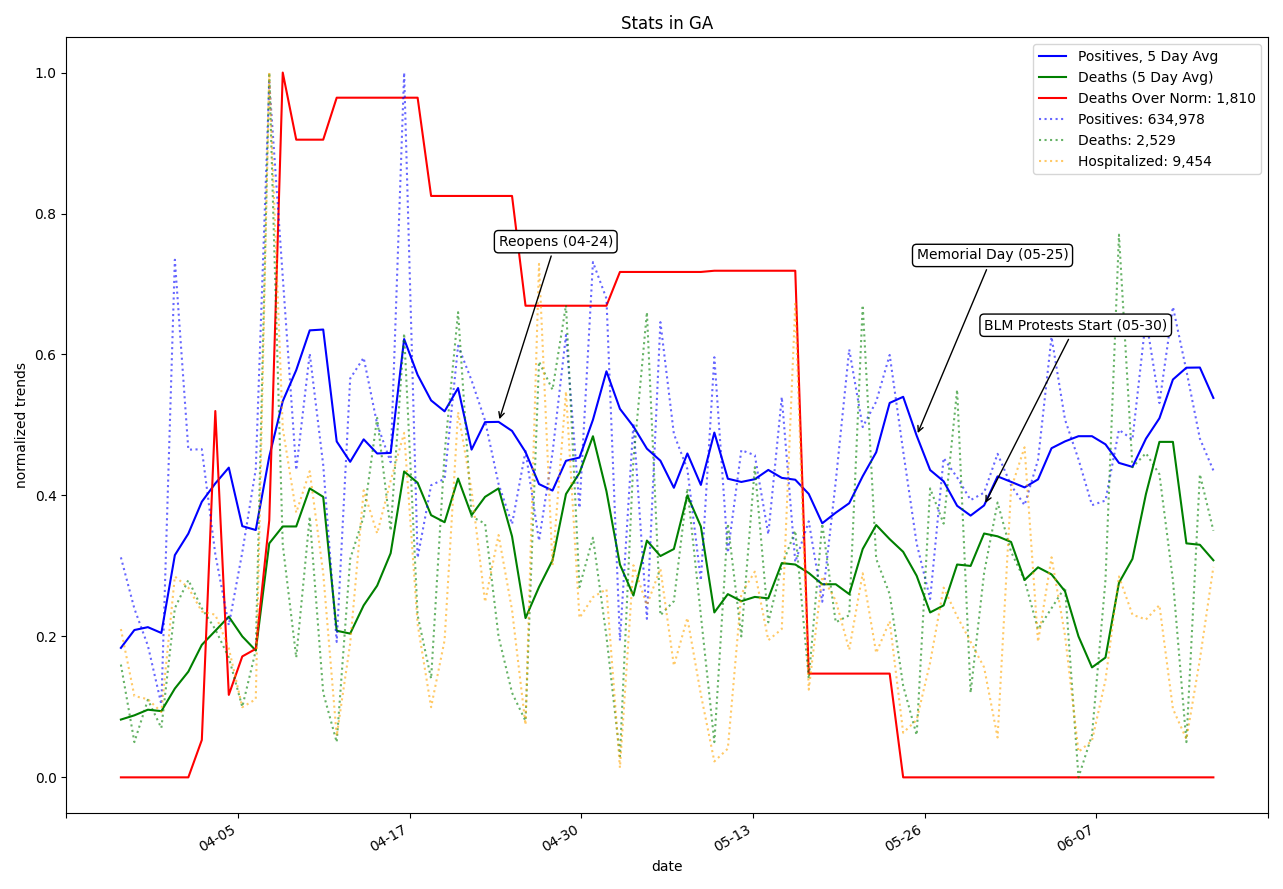 Stats in GA
Positives, 5 Day Avg
Deaths (5 Day Avg)
Deaths Over Norm: 1,810
Positives: 634,978
Deaths: 2,529
Hospitalized: 9,454
Reopens (04-24)
Memorial Day (05-25)
BLM Protests Start (05-30)
normalized trends
1.0
0.8
0.6
0.4
0.2
0.0
04-05
04-17
04-30
05-13
05-26
06-07
date